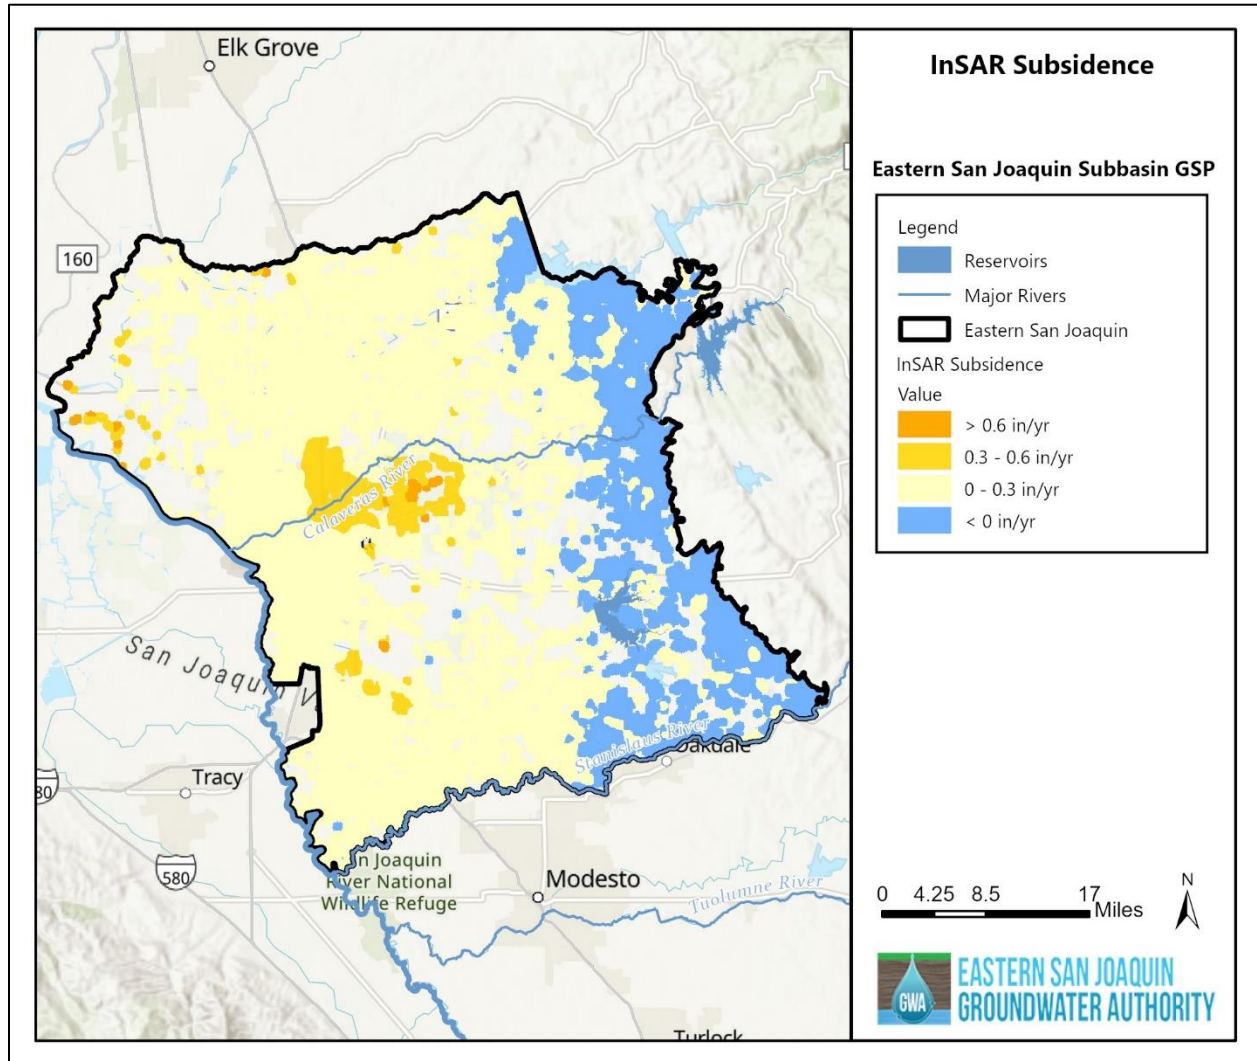 Elk Grove
160
Calaveras River
San Joaquin V
Stanislaus River
Oakdale
Tracy
80
580
n Joaquin
River National
Wildlife Refuge
Modesto
Tuolumne River
Turlock
InSAR Subsidence
Eastern San Joaquin Subbasin GSP
Legend
Reservoirs
Major Rivers
Eastern San Joaquin
InSAR Subsidence
Value
> 0.6 in/yr
0.3 - 0.6 in/yr
0 - 0.3 in/yr
< 0 in/yr
0 4.25 8.5 17
Miles
N
GWA
EASTERN SAN JOAQUIN
GROUNDWATER AUTHORITY